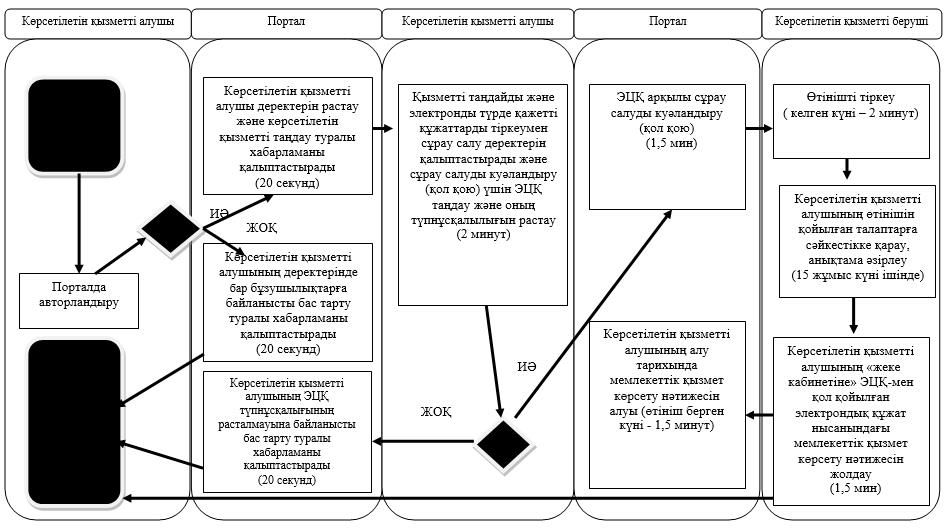 Көрсетілетін қызметті алушы
Портал
Көрсетілетін қызметті алушы
Портал
Көрсетілетін қызметті беруші
Порталда
авторландыру
Көрсетілетін қызметті
алушы деректерін растау
және көрсетілетін
қызметті таңдау туралы
хабарламаны
қалыптастырады
(20 секунд)
ИӘ
ЖОҚ
Көрсетілетін қызметті
алушының деректерінде
бар бұзушылықтарға
байланысты бас тарту
туралы хабарламаны
қалыптастырады
(20 секунд)
Көрсетілетін қызметті
алушының ЭЦҚ
түпнұсқалығының
расталмауына байланысты
бас тарту туралы
хабарламаны
қалыптастырады
(20 секунд)
Қызметті таңдайды және
электронды түрде қажетті
құжаттарды тіркеумен
сұрау салу деректерін
қалыптастырады және
сұрау салуды куәландыру
(қол қою) үшін ЭЦҚ
таңдау және оның
түпнұсқалылығын растау
(2 минут)
ИӘ
ЖОҚ
ЭЦҚ арқылы сұрау
салуды куәландыру
(қол қою)
(1,5 мин)
Көрсетілетін қызметті
алушының алу
тарихында
мемлекеттік қызмет
көрсету нәтижесін
алуы (өтініш берген
күні - 1,5 минут)
Өтінішті тіркеу
( келген күні – 2 минут)
Көрсетілетін қызметті
алушының өтінішін
қойылған талаптарға
сәйкестікке қарау,
анықтама әзірлеу
(15 жұмыс күні ішінде)
Көрсетілетін қызметті
алушының «жеке
кабинетіне» ЭЦҚ-мен
қол қойылған
электрондық құжат
нысанындағы
мемлекеттік қызмет
көрсету нәтижесін
жолдау
(1,5 мин)